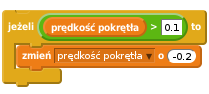 jeżeli prędkość pokrętła > 0.1 to
zmień prędkość pokrętła ▼ o -0.2